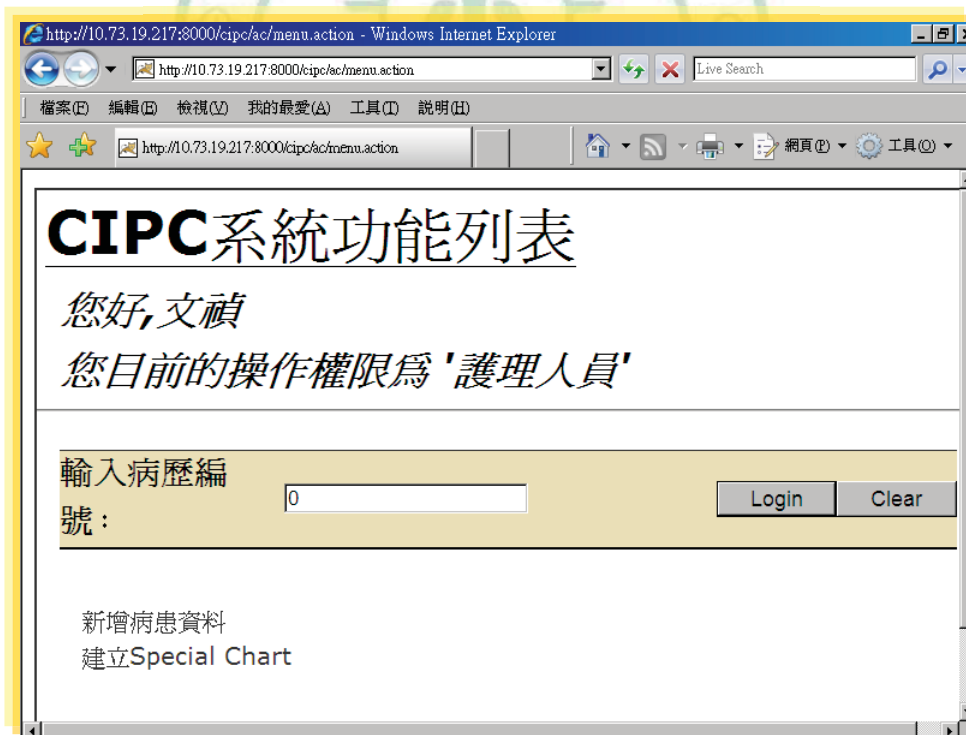 http://10.73.19.217:8000/cipc/ac/menu.action - Windows Internet Explorer
http://10.73.19.217:8000/cipc/ac/menu.action Live Search
檔案(F) 編輯(E) 檢視(V) 我的最愛(A) 工具(T) 說明(H)
http://10.73.19.217:8000/cipc/ac/menu.action 網頁(P) 工具(O)
CIPC系統功能列表
您好,文禎
您目前的操作權限爲 '護理人員'
輸入病歷編
號: 0 Login Clear
新增病患資料
建立Special Chart